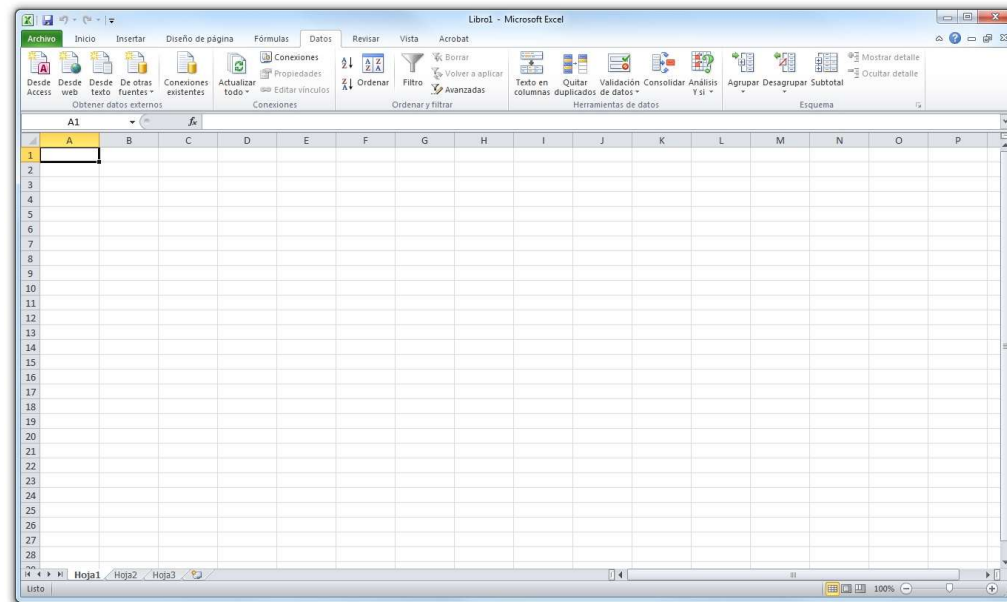 Libro1 - Microsoft Excel
Archivo Inicio Insertar Diseño de página Fórmulas Datos Revisar Vista Acrobat
Desde Access
Desde web
Desde texto
De otras fuentes
Conexiones existentes
Obtener datos externos
Actualizar todo
Conexiones
Propiedades
Editar vínculos
Conexiones
Ordenar
Filtro
Borrar
Volver a aplicar
Avanzadas
Ordenar y filtrar
Texto en columnas
Quitar duplicados
Validación de datos
Consolidar
Análisis Y si
Herramientas de datos
Agrupar
Desagrupar
Subtotal
Mostrar detalle
Ocultar detalle
Esquema
A1 fx
A B C D E F G H I J K L M N O P
1
2
3
4
5
6
7
8
9
10
11
12
13
14
15
16
17
18
19
20
21
22
23
24
25
26
27
28
Hoja1 Hoja2 Hoja3
Listo 100%